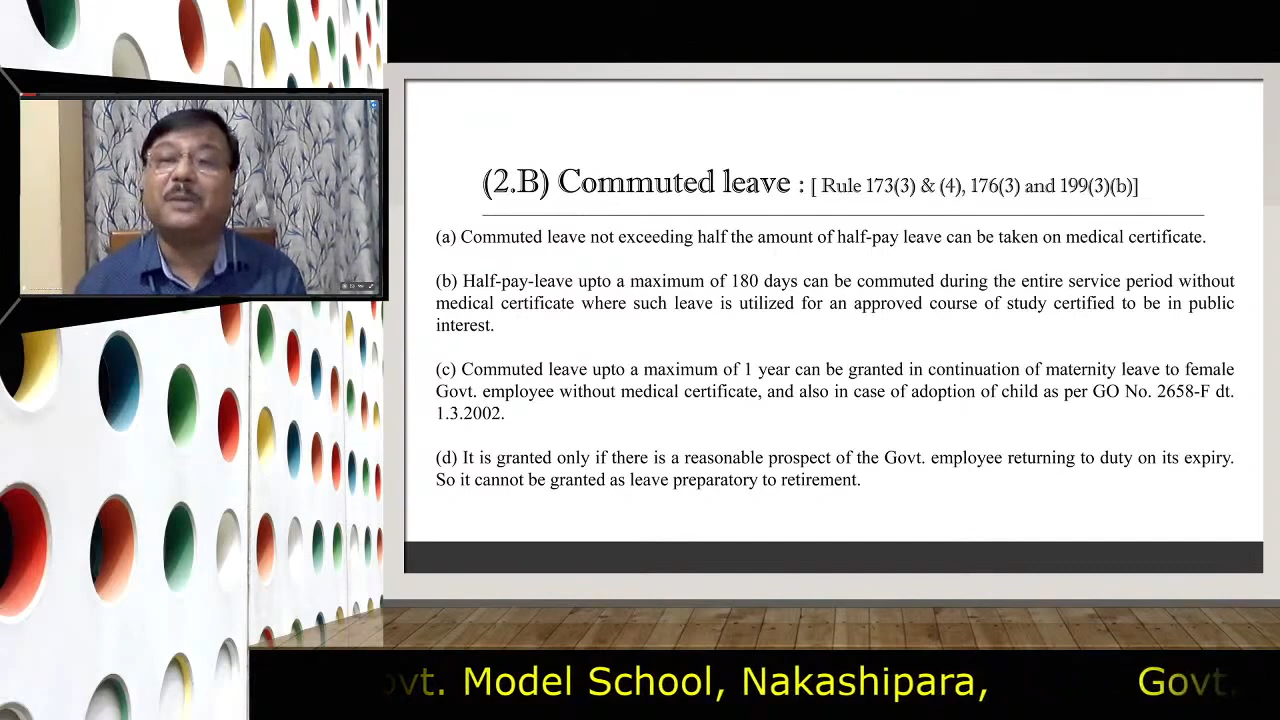 (2.B) Commuted leave : [ Rule 173(3) & (4), 176(3) and 199(3)(b)]
(a) Commuted leave not exceeding half the amount of half-pay leave can be taken on medical certificate.
(b) Half-pay-leave upto a maximum of 180 days can be commuted during the entire service period without
medical certificate where such leave is utilized for an approved course of study certified to be in public
interest.
(c) Commuted leave upto a maximum of 1 year can be granted in continuation of maternity leave to female
Govt. employee without medical certificate, and also in case of adoption of child as per GO No. 2658-F dt.
1.3.2002.
(d) It is granted only if there is a reasonable prospect of the Govt. employee returning to duty on its expiry.
So it cannot be granted as leave preparatory to retirement.
ovt. Model School, Nakashipara, Govt.